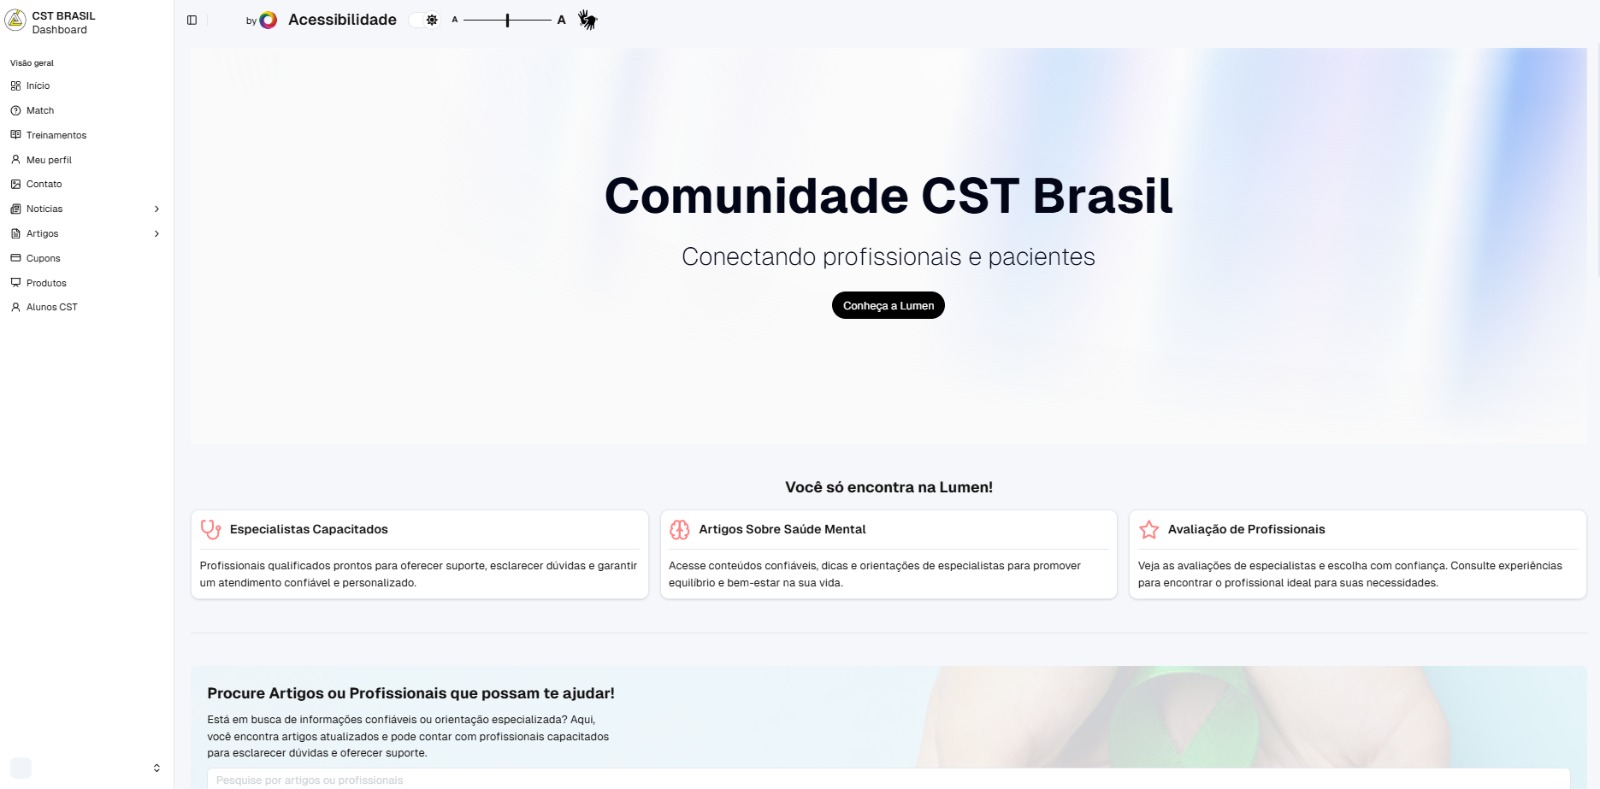 CST BRASIL
Dashboard
Visão geral
Início
Match
Treinamentos
Meu perfil
Contato
Notícias
Artigos
Cupons
Produtos
Alunos CST
by Acessibilidade A A
Comunidade CST Brasil
Conectando profissionais e pacientes
Conheça a Lumen
Você só encontra na Lumen!
Especialistas Capacitados
Profissionais qualificados prontos para oferecer suporte, esclarecer dúvidas e garantir
um atendimento confiável e personalizado.
Artigos Sobre Saúde Mental
Acesse conteúdos confiáveis, dicas e orientações de especialistas para promover
equilíbrio e bem-estar na sua vida.
Avaliação de Profissionais
Veja as avaliações de especialistas e escolha com confiança. Consulte experiências
para encontrar o profissional ideal para suas necessidades.
Procure Artigos ou Profissionais que possam te ajudar!
Está em busca de informações confiáveis ou orientação especializada? Aqui,
você encontra artigos atualizados e pode contar com profissionais capacitados
para esclarecer dúvidas e oferecer suporte.
Pesquise por artigos ou profissionais